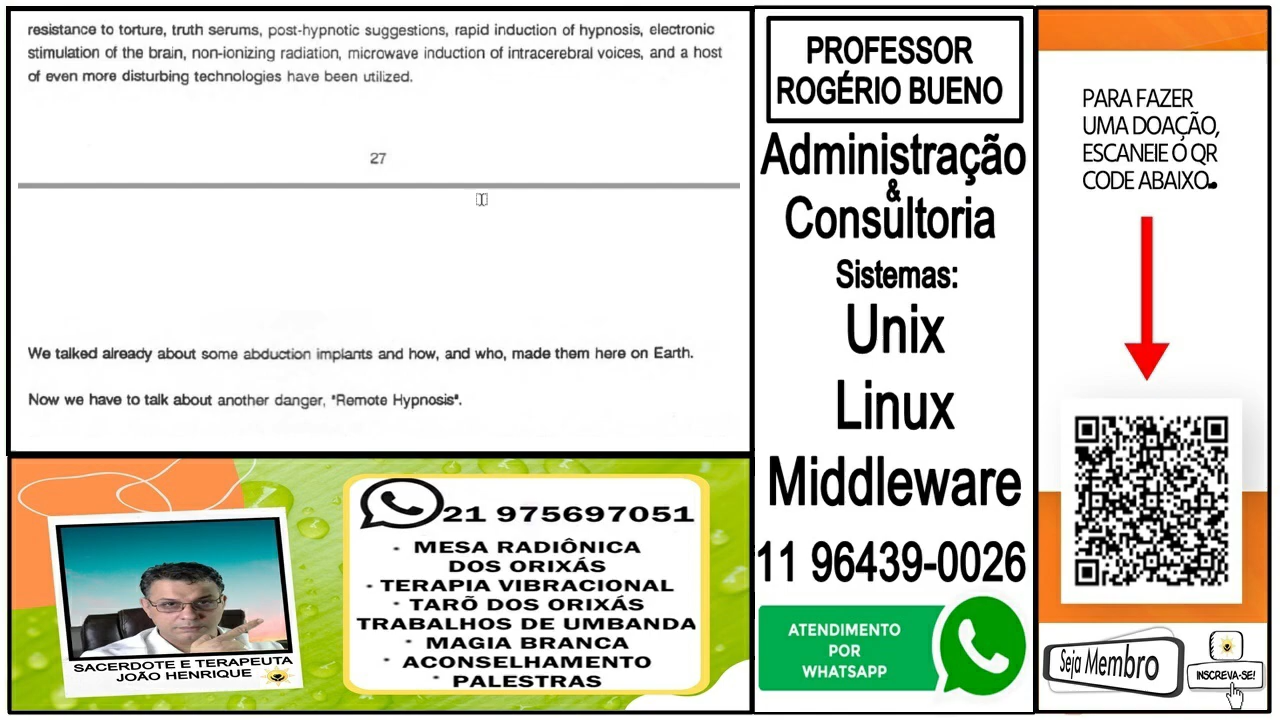 resistance to torture, truth serums, post-hypnotic suggestions, rapid induction of hypnosis, electronic
stimulation of the brain, non-ionizing radiation, microwave induction of intracerebral voices, and a host
of even more disturbing technologies have been utilized.
27
We talked already about some abduction implants and how, and who, made them here on Earth.
Now we have to talk about another danger, "Remote Hypnosis".
SACERDOTE E TERAPEUTA
JOÃO HENRIQUE
21 975697051
· MESA RADIÔNICA
DOS ORIXÁS
· TERAPIA VIBRACIONAL
· TARÕ DOS ORIXÁS
TRABALHOS DE UMBANDA
· MAGIA BRANCA
· ACONSELHAMENTO
· PALESTRAS
PROFESSOR
ROGÉRIO BUENO
Administração
&
Consultoria
Sistemas:
Unix
Linux
Middleware
11 96439-0026
ATENDIMENTO
POR
WHATSAPP
PARA FAZER
UMA DOAÇÃO,
ESCANEIE O QR
CODE ABAIXO.
Seja Membro
INSCREVA-SE!